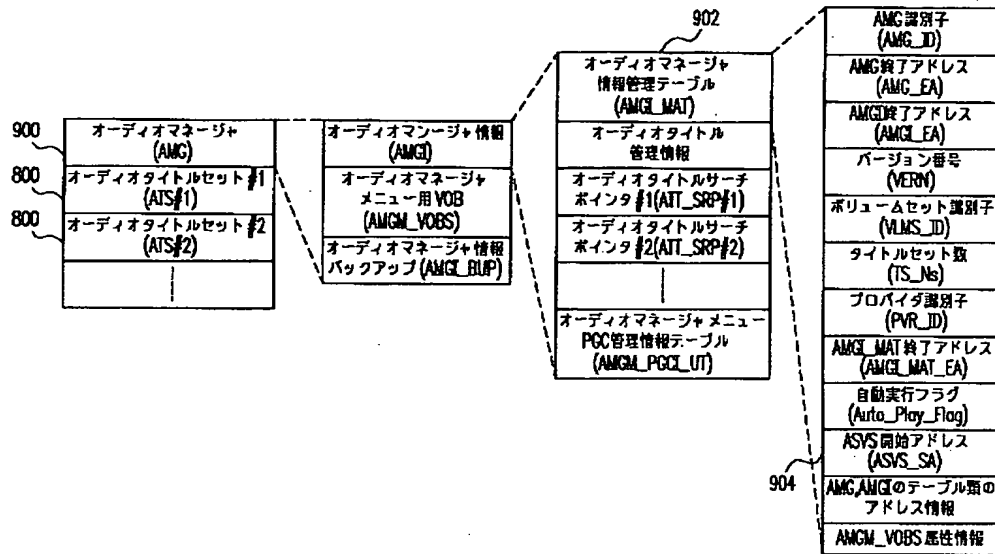 900
オーディオマネージャ
(AMG)
800
オーディオタイトルセット#1
(ATS#1)
800
オーディオタイトルセット#2
(ATS#2)
オーディオマンージャ情報
(AMGI)
オーディオマネージャ
メニュー用VOB
(AMGM_VOBS)
オーディオマネージャ情報
バックアップ(AMGI_BUP)
902
オーディオマネージャ
情報管理テーブル
(AMGI_MAT)
オーディオタイトル
管理情報
オーディオタイトルサーチ
ポインタ#1(ATT_SRP#1)
オーディオタイトルサーチ
ポインタ#2(ATT_SRP#2)
オーディオマネージャメニュー
PGC管理情報テーブル
(AMGM_PGCI_UT)
904
AMG識別子
(AMG_ID)
AMG終了アドレス
(AMG_EA)
AMGI終了アドレス
(AMGI_EA)
バージョン番号
(VERN)
ボリュームセット識別子
(VLMS_ID)
タイトルセット数
(TS_Ns)
プロバイダ識別子
(PVR_ID)
AMGI_MAT終了アドレス
(AMGI_MAT_EA)
自動実行フラグ
(Auto_Play_Flag)
ASVS開始アドレス
(ASVS_SA)
AMG,AMGIのテーブル類の
アドレス情報
AMGM_VOBS属性情報